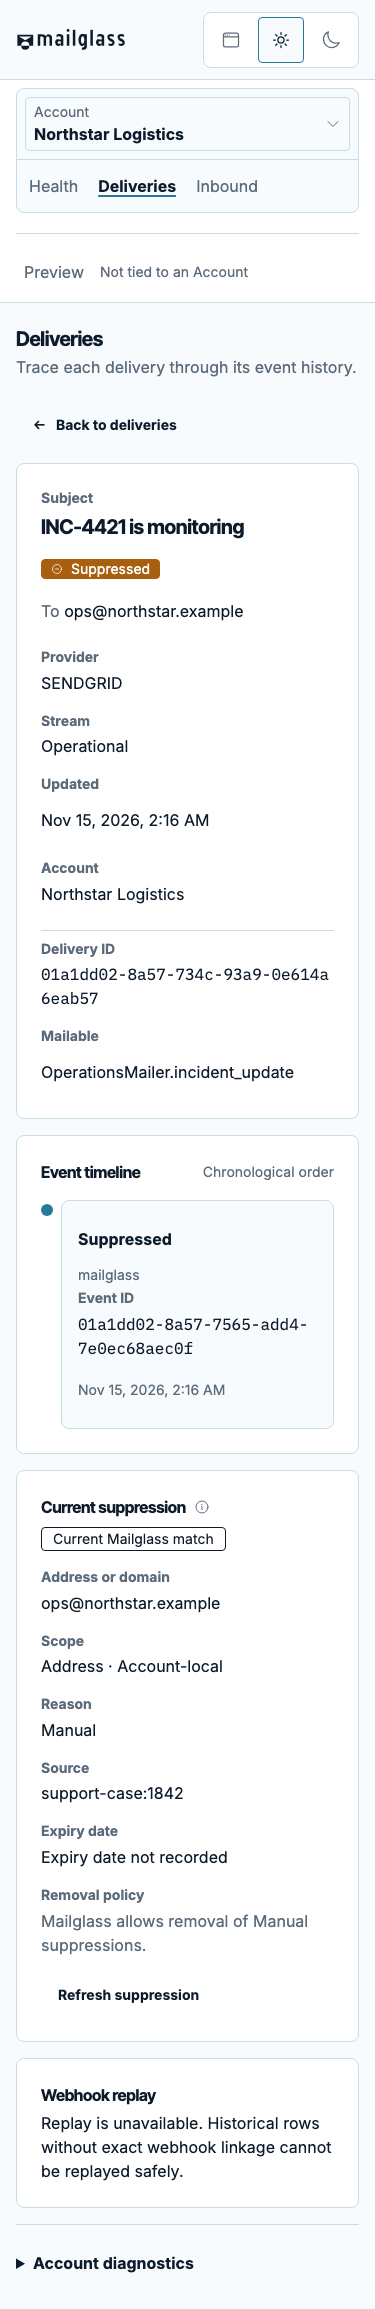 mailglass
Account
Northstar Logistics
Health Deliveries Inbound
Preview Not tied to an Account
Deliveries
Trace each delivery through its event history.
← Back to deliveries
Subject
INC-4421 is monitoring
Suppressed
To ops@northstar.example
Provider
SENDGRID
Stream
Operational
Updated
Nov 15, 2026, 2:16 AM
Account
Northstar Logistics
Delivery ID
01a1dd02-8a57-734c-93a9-0e614a
6eab57
Mailable
OperationsMailer.incident_update
Event timeline Chronological order
Suppressed
mailglass
Event ID
01a1dd02-8a57-7565-add4-
7e0ec68aec0f
Nov 15, 2026, 2:16 AM
Current suppression
Current Mailglass match
Address or domain
ops@northstar.example
Scope
Address · Account-local
Reason
Manual
Source
support-case:1842
Expiry date
Expiry date not recorded
Removal policy
Mailglass allows removal of Manual
suppressions.
Refresh suppression
Webhook replay
Replay is unavailable. Historical rows
without exact webhook linkage cannot
be replayed safely.
Account diagnostics